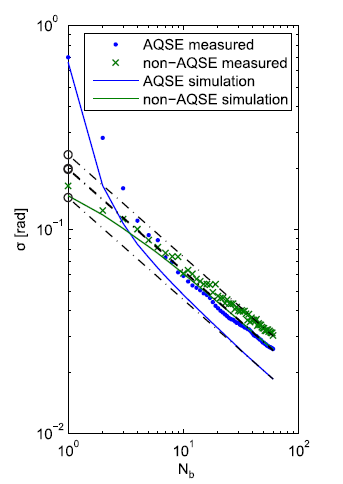 10^0
AQSE measured
non−AQSE measured
AQSE simulation
non−AQSE simulation
σ [rad]
10^−1
10^−2
10^0
10^1
10^2
N_b